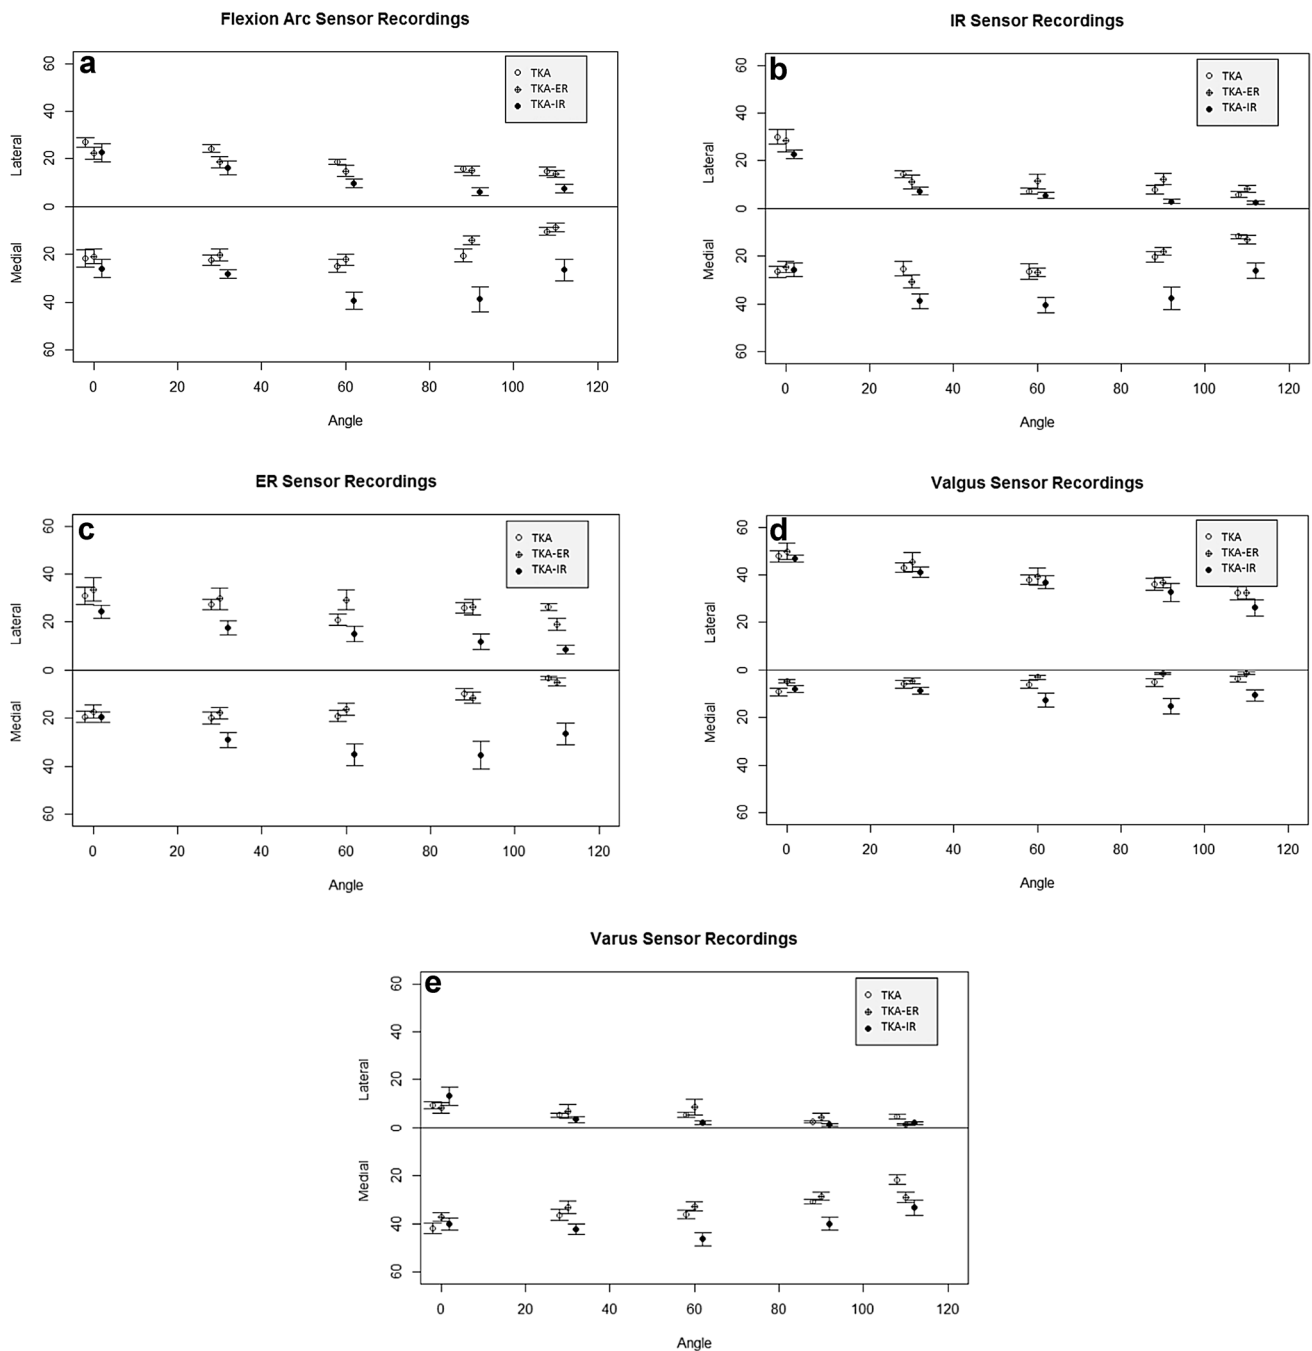 Flexion Arc Sensor Recordings
a
TKA
TKA-ER
TKA-IR
60
40
20
0
20
40
60
Lateral
Medial
0 20 40 60 80 100 120
Angle
IR Sensor Recordings
b
TKA
TKA-ER
TKA-IR
60
40
20
0
20
40
60
Lateral
Medial
0 20 40 60 80 100 120
Angle
ER Sensor Recordings
c
TKA
TKA-ER
TKA-IR
60
40
20
0
20
40
60
Lateral
Medial
0 20 40 60 80 100 120
Angle
Valgus Sensor Recordings
d
TKA
TKA-ER
TKA-IR
60
40
20
0
20
40
60
Lateral
Medial
0 20 40 60 80 100 120
Angle
Varus Sensor Recordings
e
TKA
TKA-ER
TKA-IR
60
40
20
0
20
40
60
Lateral
Medial
0 20 40 60 80 100 120
Angle